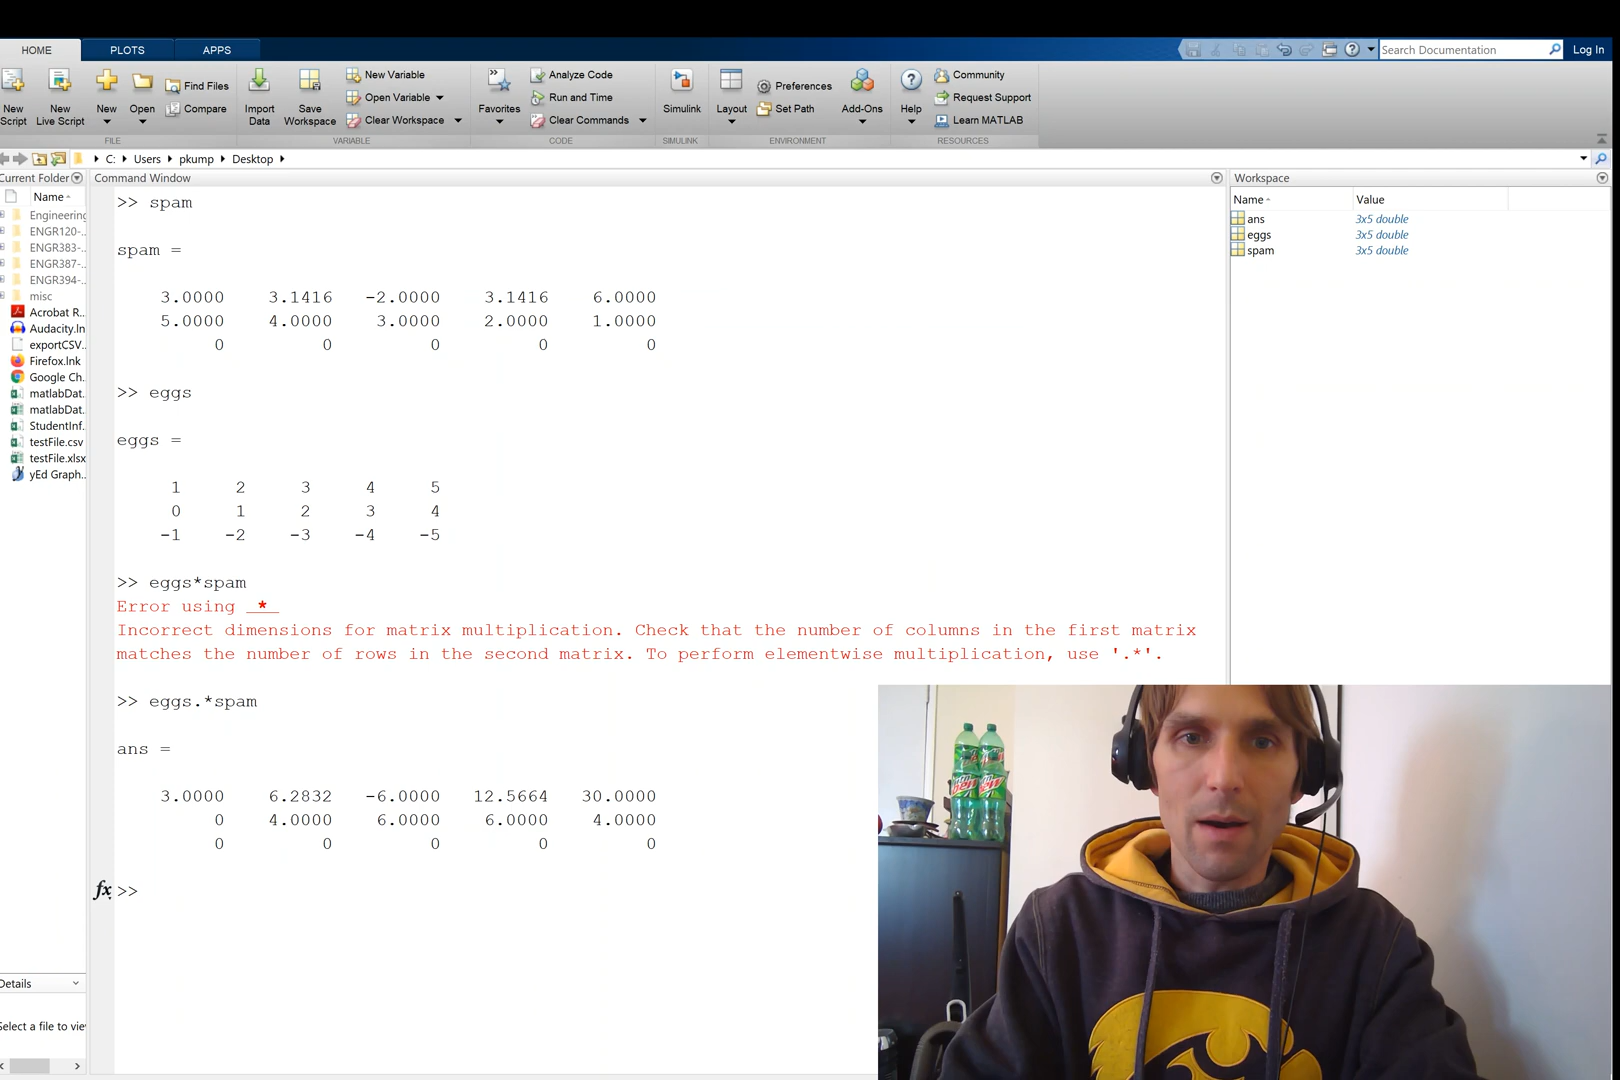 HOME PLOTS APPS
Search Documentation
Log In
New Script
New Live Script
New
Open
Find Files
Compare
FILE
Import Data
Save Workspace
New Variable
Open Variable
Clear Workspace
VARIABLE
Favorites
Analyze Code
Run and Time
Clear Commands
CODE
Simulink
SIMULINK
Layout
Preferences
Set Path
Add-Ons
ENVIRONMENT
Help
Community
Request Support
Learn MATLAB
RESOURCES
C: Users pkump Desktop
Current Folder
Name
Engineering
ENGR120-..
ENGR383-..
ENGR387-..
ENGR394-..
misc
Acrobat R...
Audacity.ln
exportCSV..
Firefox.lnk
Google Ch..
matlabDat..
matlabDat..
StudentInf..
testFile.csv
testFile.xlsx
yEd Graph..
Details
Select a file to vie
Command Window
>> spam
spam =
3.0000 3.1416 -2.0000 3.1416 6.0000
5.0000 4.0000 3.0000 2.0000 1.0000
0 0 0 0 0
>> eggs
eggs =
1 2 3 4 5
0 1 2 3 4
-1 -2 -3 -4 -5
>> eggs*spam
Error using *
Incorrect dimensions for matrix multiplication. Check that the number of columns in the first matrix
matches the number of rows in the second matrix. To perform elementwise multiplication, use '.*'.
>> eggs.*spam
ans =
3.0000 6.2832 -6.0000 12.5664 30.0000
0 4.0000 6.0000 6.0000 4.0000
0 0 0 0 0
fx >>
Workspace
Name Value
ans 3x5 double
eggs 3x5 double
spam 3x5 double